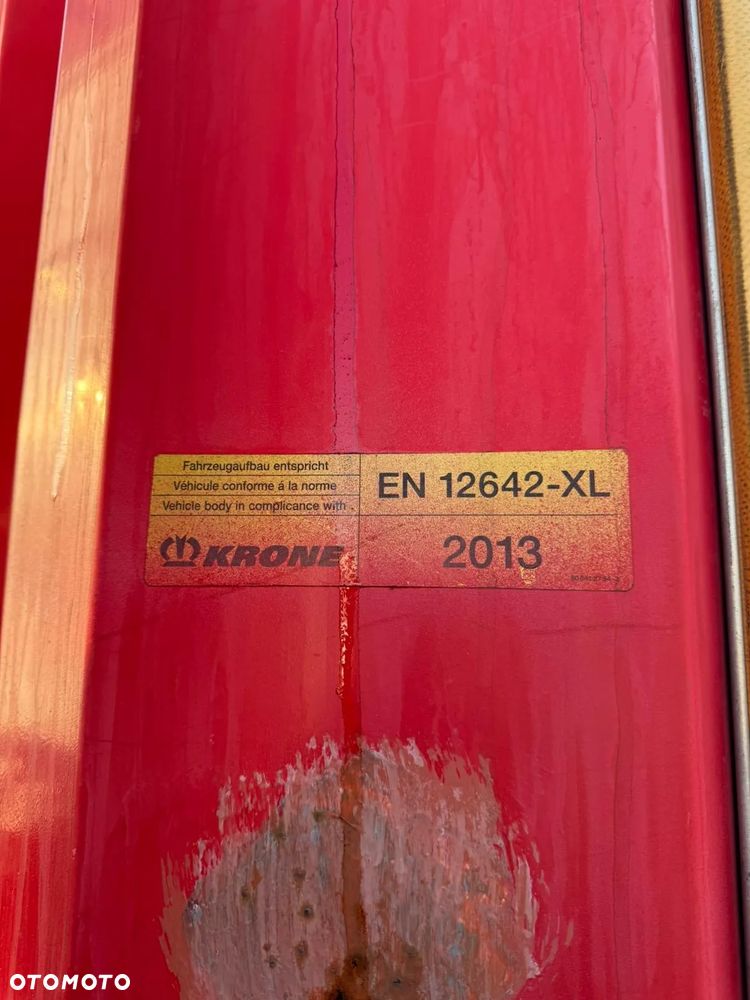 Fahrzeugaufbau entspricht
Véhicule conforme á la norme
Vehicle body in complicance with
EN 12642-XL
KRONE
2013
OTOMOTO